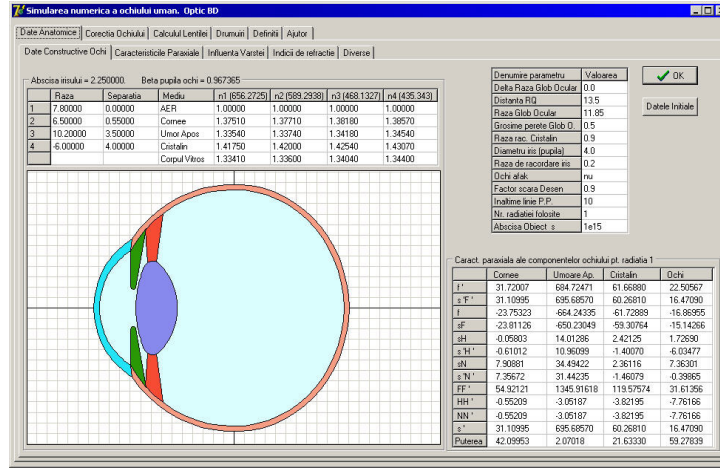 Simularea numerica a ochiului uman. Optic BD
Date Anatomice Corectia Ochiului Calculul Lentilei Drumuiri Definitii Ajutor
Date Constructive Ochi Caracteristicile Paraxiale Influenta Varstei Indicii de refractie Diverse
Abscisa irisului = 2.250000. Beta pupila ochi = 0.967365
Raza Separatia Mediu n1 (656.2725) n2 (589.2938) n3 (468.1327) n4 (435.343)
1 7.80000 0.00000 AER 1.00000 1.00000 1.00000 1.00000
2 6.50000 0.55000 Cornee 1.37510 1.37710 1.38180 1.38570
3 10.20000 3.50000 Umor Apos 1.33540 1.33740 1.34180 1.34540
4 -6.00000 4.00000 Cristalin 1.41750 1.42000 1.42540 1.43070
Corpul Vitros 1.33410 1.33600 1.34040 1.34400
Denumire parametru Valoarea
Delta Raza Glob Ocular 0.0
Distanta RQ 13.5
Raza Glob Ocular 11.85
Grosime perete Glob O. 0.5
Raza rac. Cristalin 0.9
Diametru iris (pupila) 4.0
Raza de racordare iris 0.2
Ochi afak nu
Factor scara Desen 0.9
Inaltime linie P.P. 10
Nr. radiatiei folosite 1
Abscisa Obiect s 1e15
OK
Datele Initiale
Caract. paraxiala ale componentelor ochiului pt. radiatia 1
Cornee Umoare Ap. Cristalin Ochi
f ' 31.72007 684.72471 61.66880 22.50567
s 'F ' 31.10995 695.68570 60.26810 16.47090
f -23.75323 -664.24335 -61.72889 -16.86955
sF -23.81126 -650.23049 -59.30764 -15.14266
sH -0.05803 14.01286 2.42125 1.72690
s 'H ' -0.61012 10.96099 -1.40070 -6.03477
sN 7.90881 34.49422 2.36116 7.36301
s 'N ' 7.35672 31.44235 -1.46079 -0.39865
FF ' 54.92121 1345.91618 119.57574 31.61356
HH ' -0.55209 -3.05187 -3.82195 -7.76166
NN ' -0.55209 -3.05187 -3.82195 -7.76166
s ' 31.10995 695.68570 60.26810 16.47090
Puterea 42.09953 2.07018 21.63330 59.27839